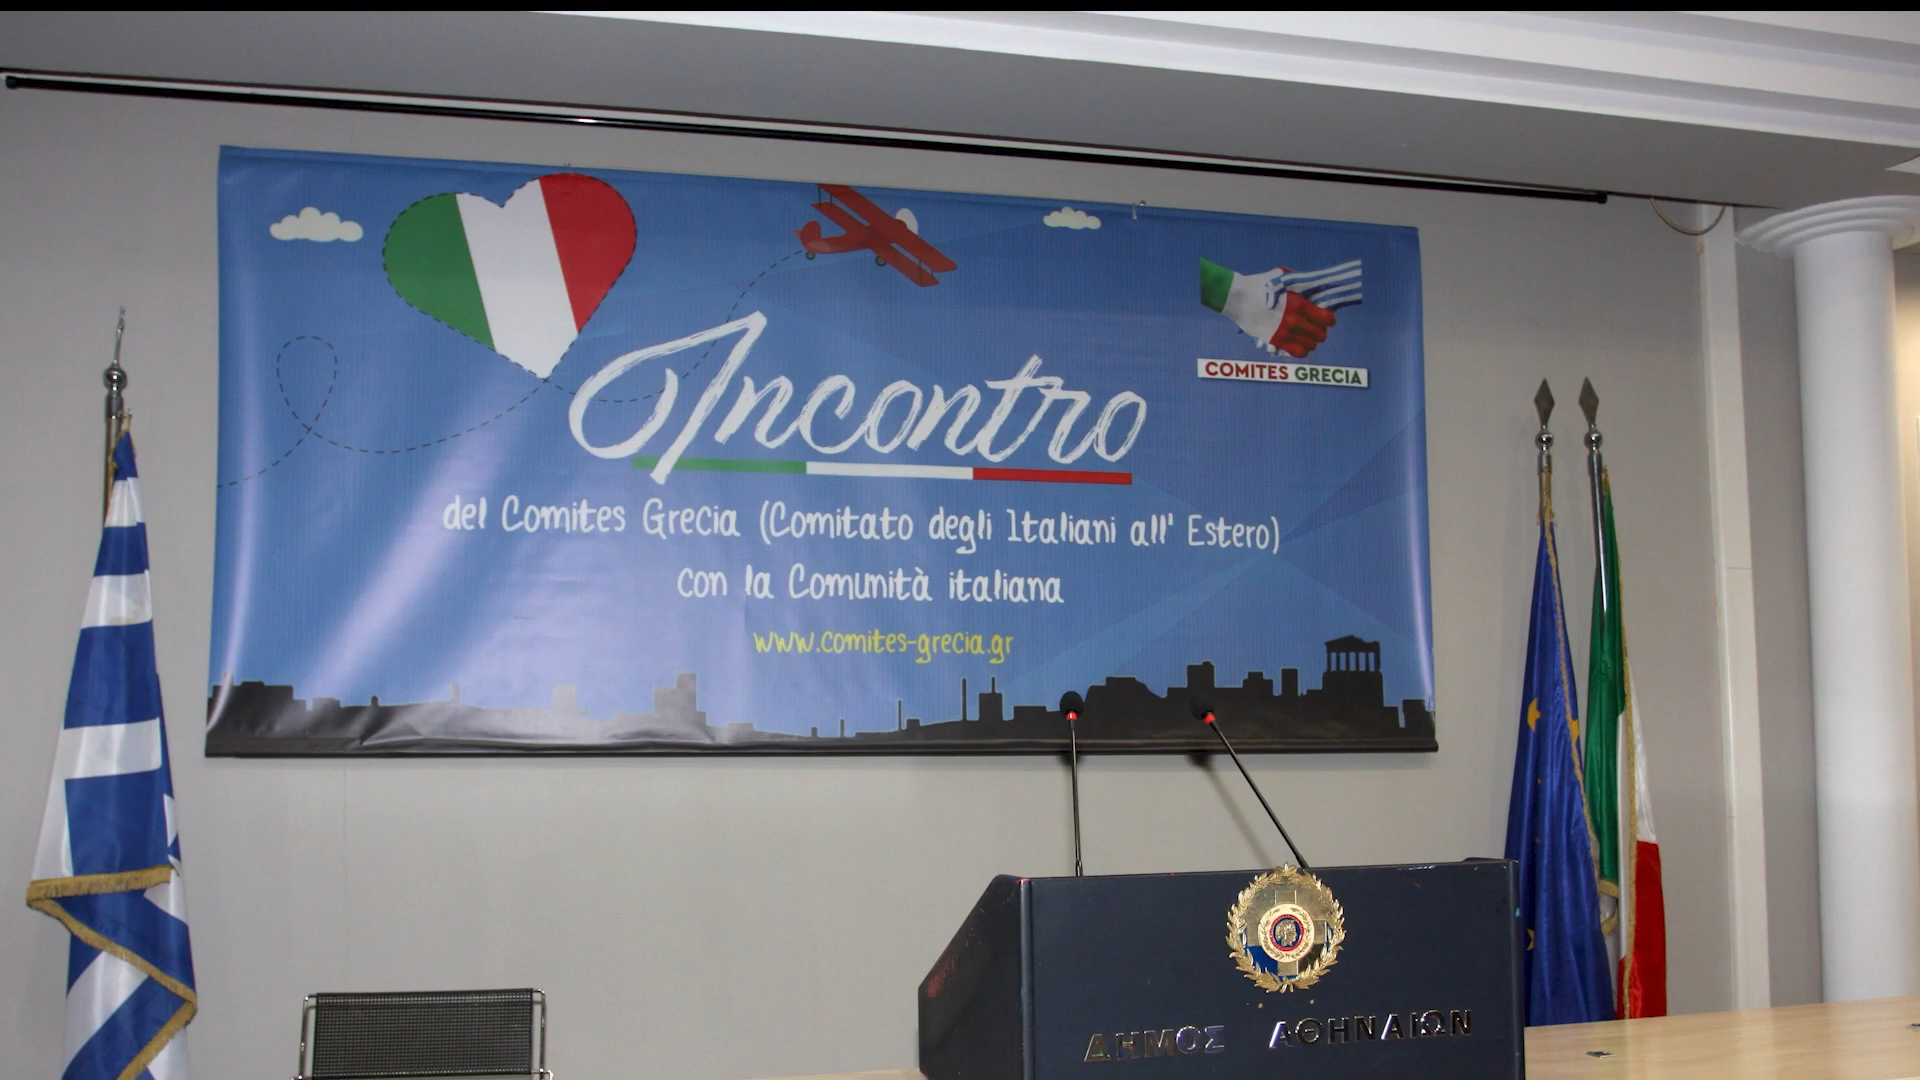 COMITES GRECIA
Incontro
del Comites Grecia (Comitato degli Italiani all' Estero)
con la Comunità italiana
www.comites-grecia.gr
ΔΗΜΟΣ ΑΘΗΝΑΙΩΝ